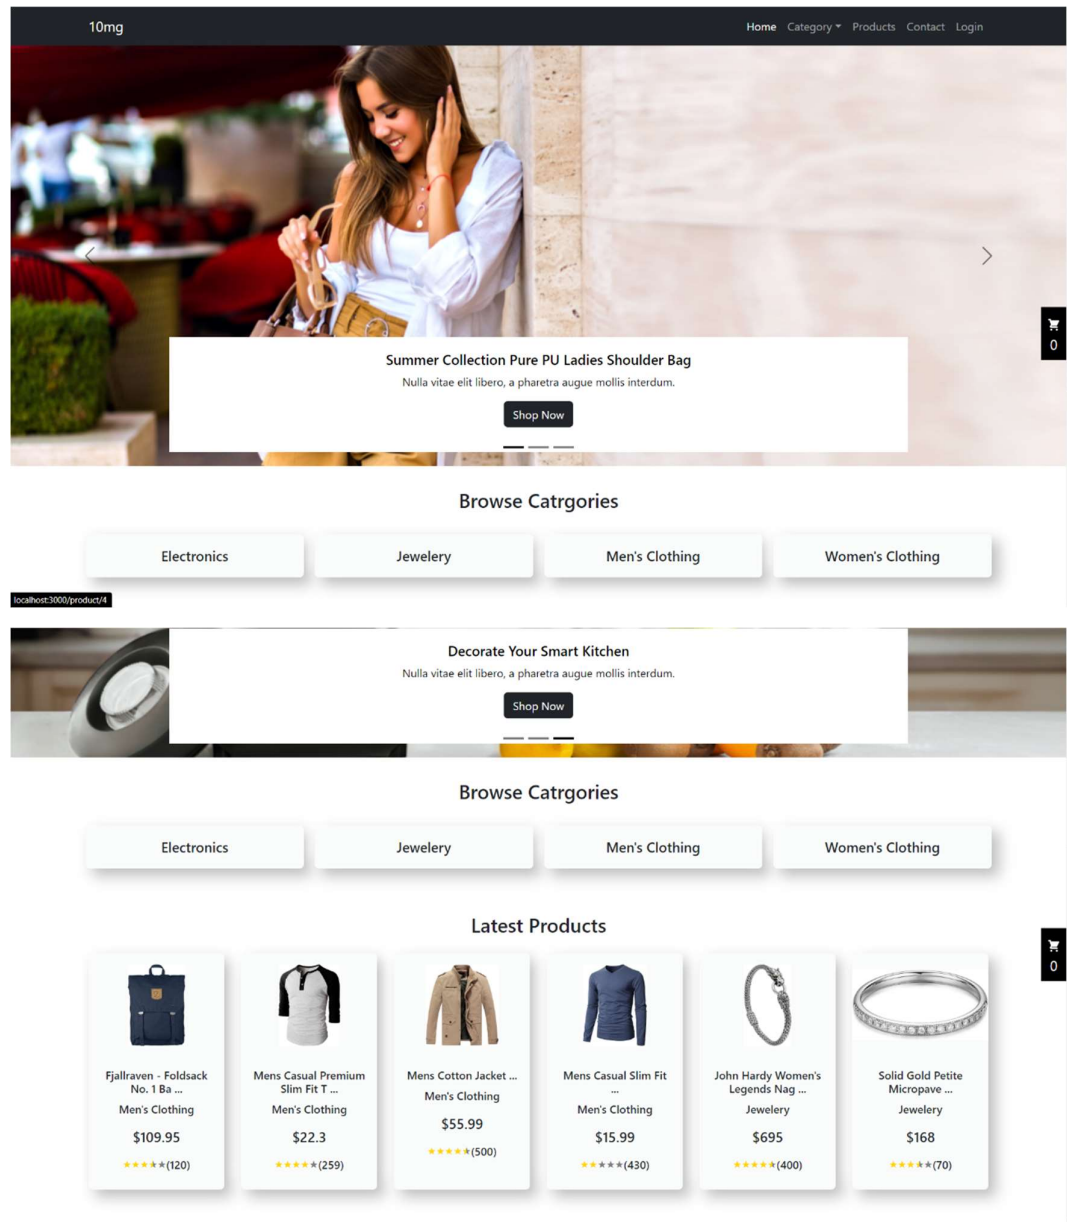 10mg
Home Category Products Contact Login
0
Summer Collection Pure PU Ladies Shoulder Bag
Nulla vitae elit libero, a pharetra augue mollis interdum.
Shop Now
Browse Catrgories
Electronics Jewelery Men's Clothing Women's Clothing
localhost:3000/product/4
Decorate Your Smart Kitchen
Nulla vitae elit libero, a pharetra augue mollis interdum.
Shop Now
Browse Catrgories
Electronics Jewelery Men's Clothing Women's Clothing
Latest Products
0
Fjallraven - Foldsack
No. 1 Ba ...
Men's Clothing
$109.95
(120)
Mens Casual Premium
Slim Fit T ...
Men's Clothing
$22.3
(259)
Mens Cotton Jacket ...
Men's Clothing
$55.99
(500)
Mens Casual Slim Fit
...
Men's Clothing
$15.99
(430)
John Hardy Women's
Legends Nag ...
Jewelery
$695
(400)
Solid Gold Petite
Micropave ...
Jewelery
$168
(70)